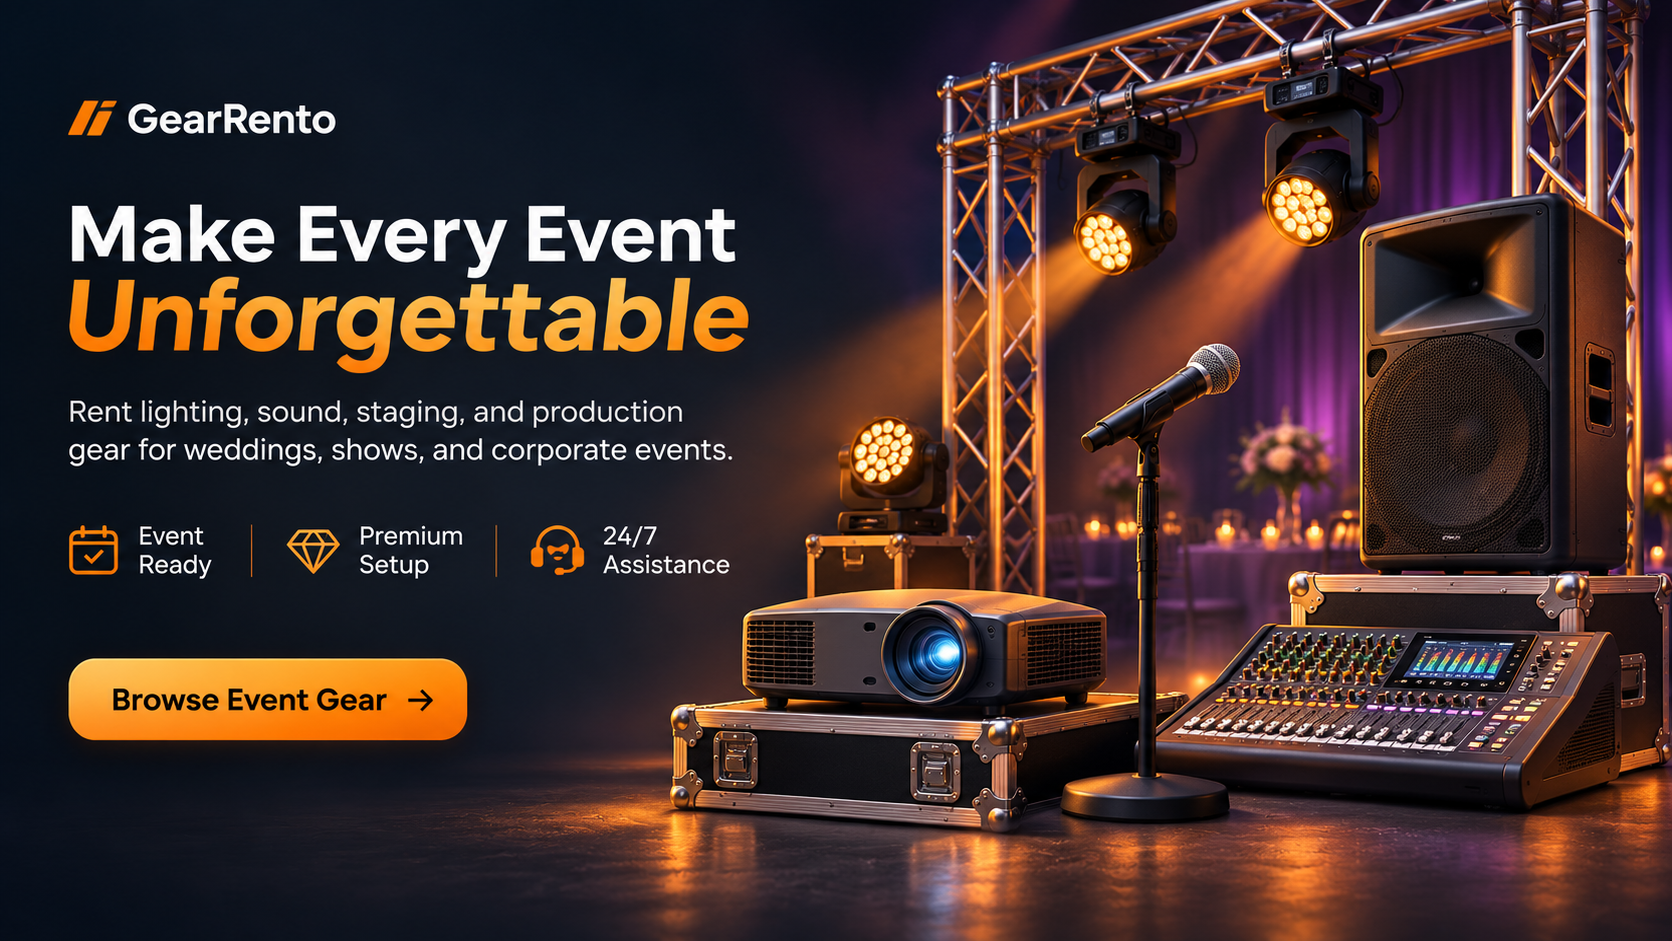 GearRento
Make Every Event
Unforgettable
Rent lighting, sound, staging, and production
gear for weddings, shows, and corporate events.
Event
Ready
Premium
Setup
24/7
Assistance
Browse Event Gear →